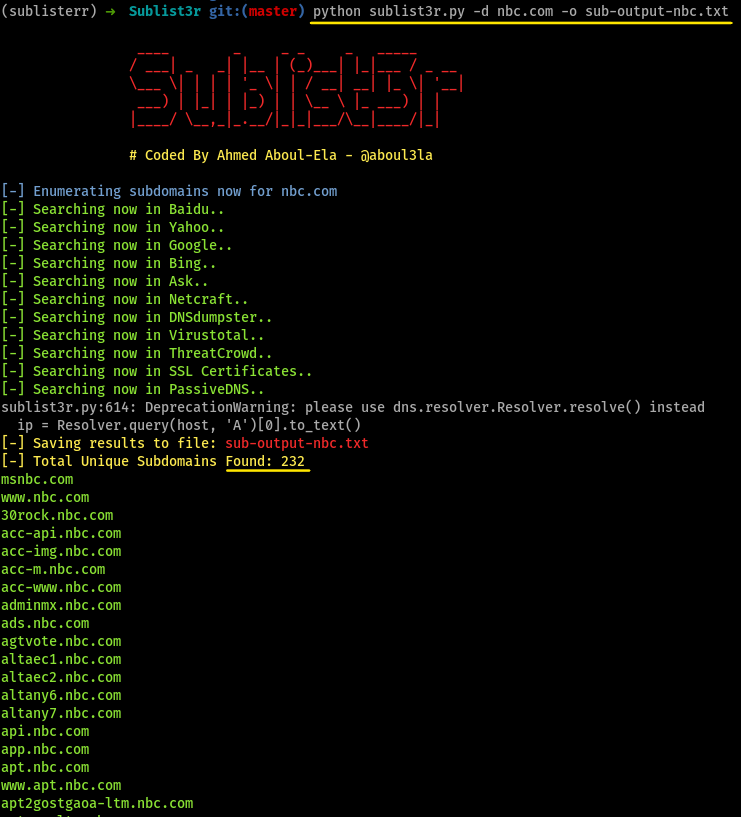 (sublisterr) → Sublist3r git:(master) python sublist3r.py -d nbc.com -o sub-output-nbc.txt
Sublist3r
# Coded By Ahmed Aboul-Ela - @aboul3la
[-] Enumerating subdomains now for nbc.com
[-] Searching now in Baidu..
[-] Searching now in Yahoo..
[-] Searching now in Google..
[-] Searching now in Bing..
[-] Searching now in Ask..
[-] Searching now in Netcraft..
[-] Searching now in DNSdumpster..
[-] Searching now in Virustotal..
[-] Searching now in ThreatCrowd..
[-] Searching now in SSL Certificates..
[-] Searching now in PassiveDNS..
sublist3r.py:614: DeprecationWarning: please use dns.resolver.Resolver.resolve() instead
ip = Resolver.query(host, 'A')[0].to_text()
[-] Saving results to file: sub-output-nbc.txt
[-] Total Unique Subdomains Found: 232
msnbc.com
www.nbc.com
30rock.nbc.com
acc-api.nbc.com
acc-img.nbc.com
acc-m.nbc.com
acc-www.nbc.com
adminmx.nbc.com
ads.nbc.com
agtvote.nbc.com
altaec1.nbc.com
altaec2.nbc.com
altany6.nbc.com
altany7.nbc.com
api.nbc.com
app.nbc.com
apt.nbc.com
www.apt.nbc.com
apt2gostgaoa-ltm.nbc.com